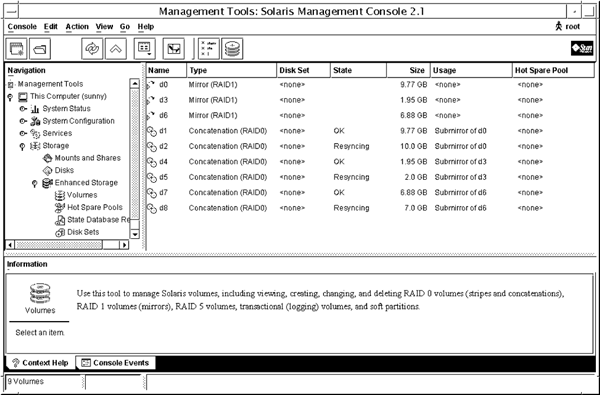 Management Tools: Solaris Management Console 2.1
Console Edit Action View Go Help root
Sun
Navigation
Management Tools
This Computer (sunny)
System Status
System Configuration
Services
Storage
Mounts and Shares
Disks
Enhanced Storage
Volumes
Hot Spare Pools
State Database Re
Disk Sets
Name Type Disk Set State Size Usage Hot Spare Pool
d0 Mirror (RAID1) <none> 9.77 GB <none> <none>
d3 Mirror (RAID1) <none> 1.95 GB <none> <none>
d6 Mirror (RAID1) <none> 6.88 GB <none> <none>
d1 Concatenation (RAID0) <none> OK 9.77 GB Submirror of d0 <none>
d2 Concatenation (RAID0) <none> Resyncing 10.0 GB Submirror of d0 <none>
d4 Concatenation (RAID0) <none> OK 1.95 GB Submirror of d3 <none>
d5 Concatenation (RAID0) <none> Resyncing 2.0 GB Submirror of d3 <none>
d7 Concatenation (RAID0) <none> OK 6.88 GB Submirror of d6 <none>
d8 Concatenation (RAID0) <none> Resyncing 7.0 GB Submirror of d6 <none>
Information
Volumes
Select an item.
Use this tool to manage Solaris volumes, including viewing, creating, changing, and deleting RAID 0 volumes (stripes and concatenations),
RAID 1 volumes (mirrors), RAID 5 volumes, transactional (logging) volumes, and soft partitions.
Context Help Console Events
9 Volumes